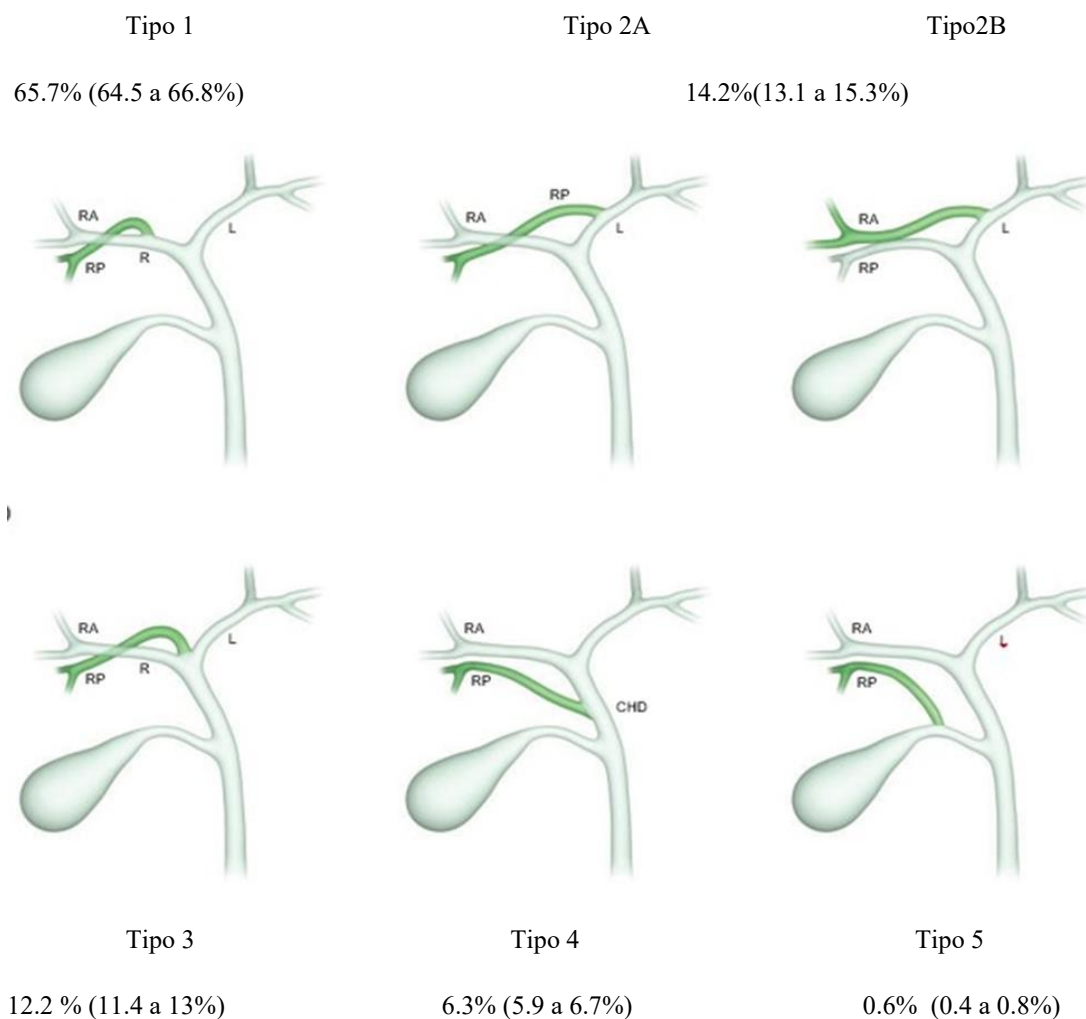 Tipo 1 Tipo 2A Tipo2B
65.7% (64.5 a 66.8%) 14.2%(13.1 a 15.3%)
RA RP R L
RA RP L
RA RP L
)
RA RP R L
RA RP CHD
RA RP L
Tipo 3 Tipo 4 Tipo 5
12.2 % (11.4 a 13%) 6.3% (5.9 a 6.7%) 0.6% (0.4 a 0.8%)